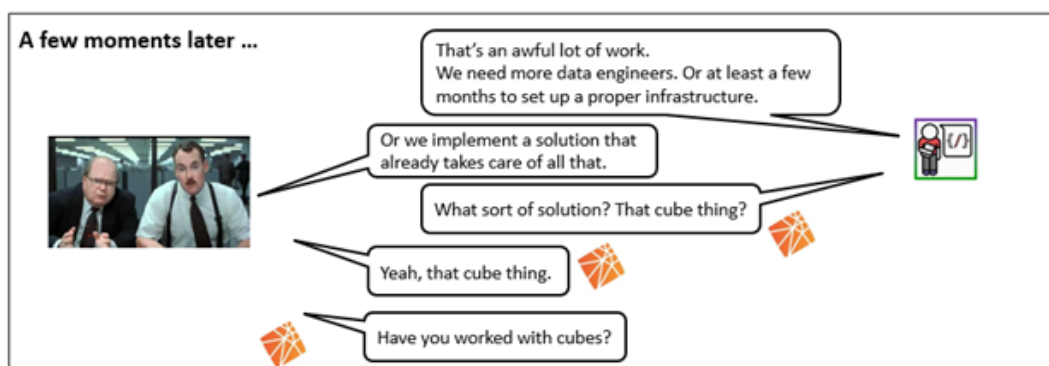 A few moments later ...
That's an awful lot of work.
We need more data engineers. Or at least a few
months to set up a proper infrastructure.
Or we implement a solution that
already takes care of all that.
What sort of solution? That cube thing?
Yeah, that cube thing.
Have you worked with cubes?
{/}